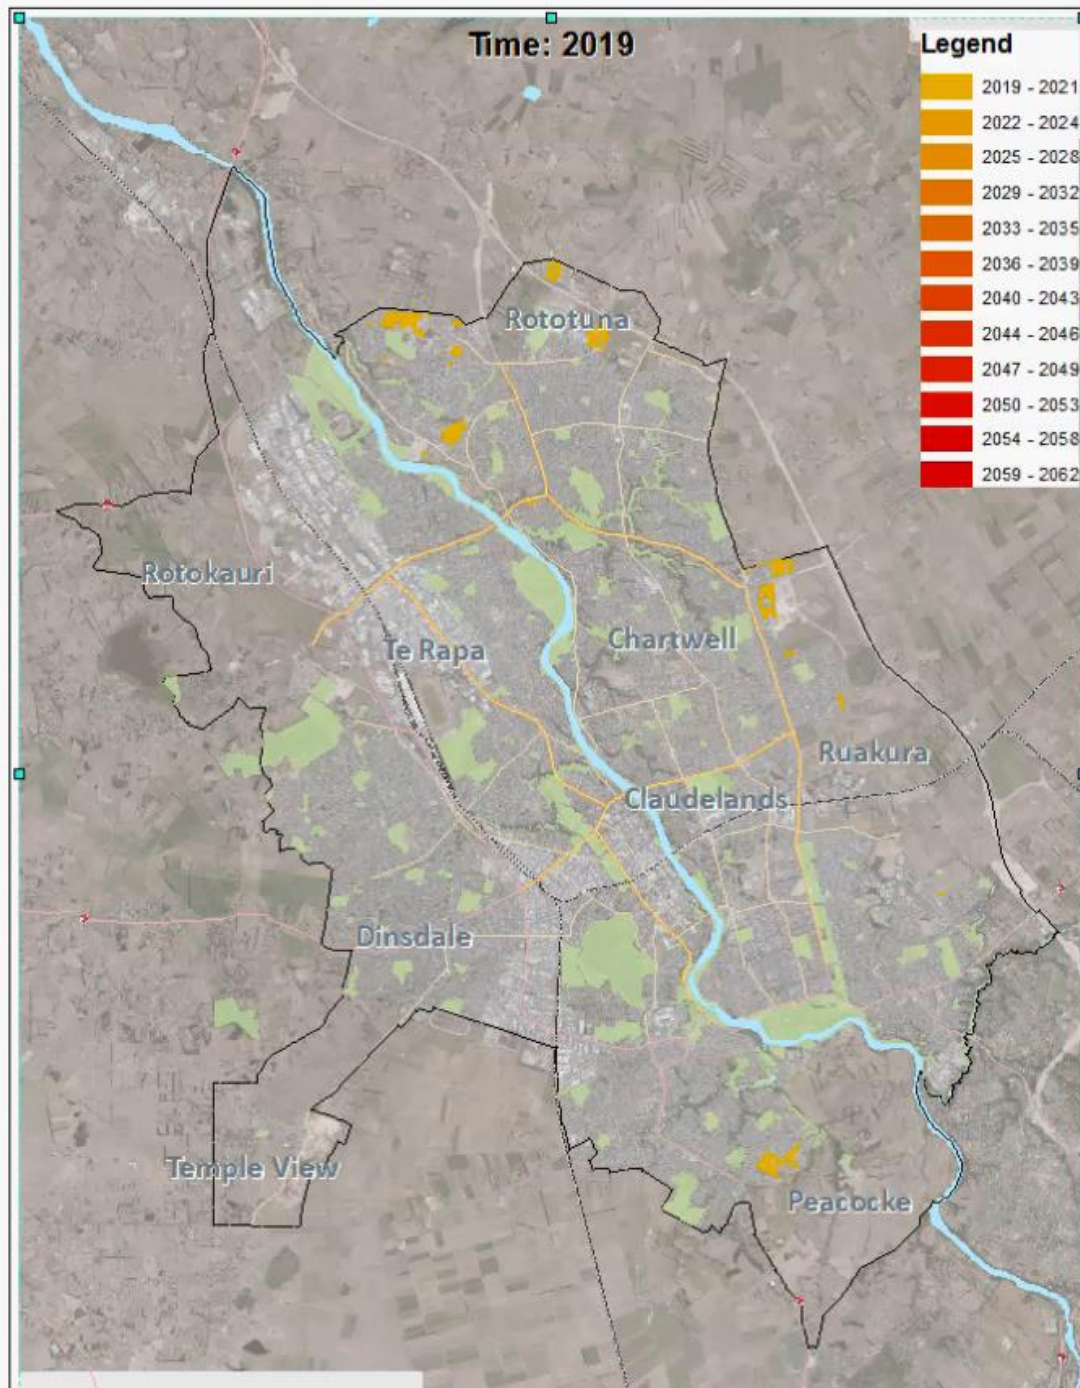 Time: 2019
Legend
2019 - 2021
2022 - 2024
2025 - 2028
2029 - 2032
2033 - 2035
2036 - 2039
2040 - 2043
2044 - 2046
2047 - 2049
2050 - 2053
2054 - 2058
2059 - 2062
Rototuna
Rotokauri
Te Rapa
Chartwell
Ruakura
Claudelands
Dinsdale
Temple View
Peacocke